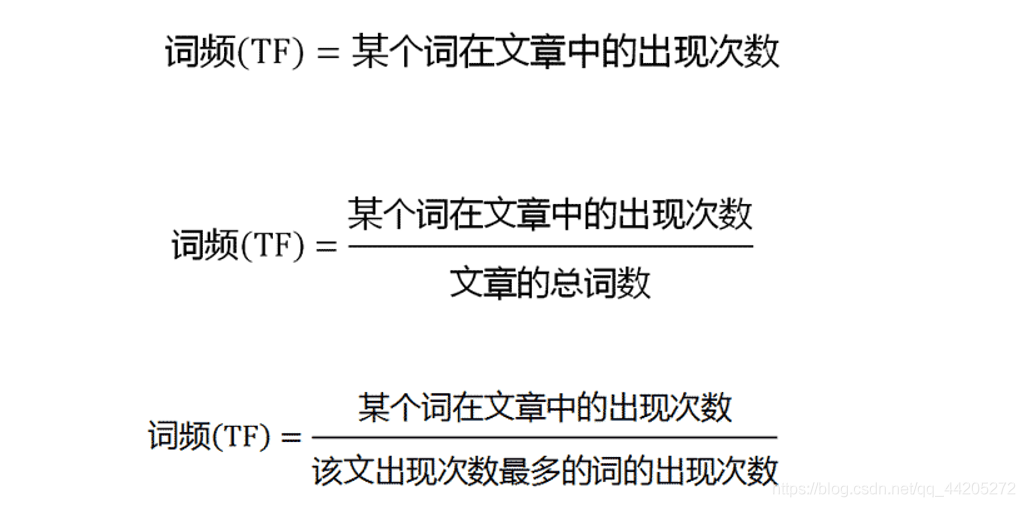 词频(TF) = 某个词在文章中的出现次数
某个词在文章中的出现次数
词频(TF) =
文章的总词数
某个词在文章中的出现次数
词频(TF) =
该文出现次数最多的词的出现次数
https://blog.csdn.net/qq_44205272